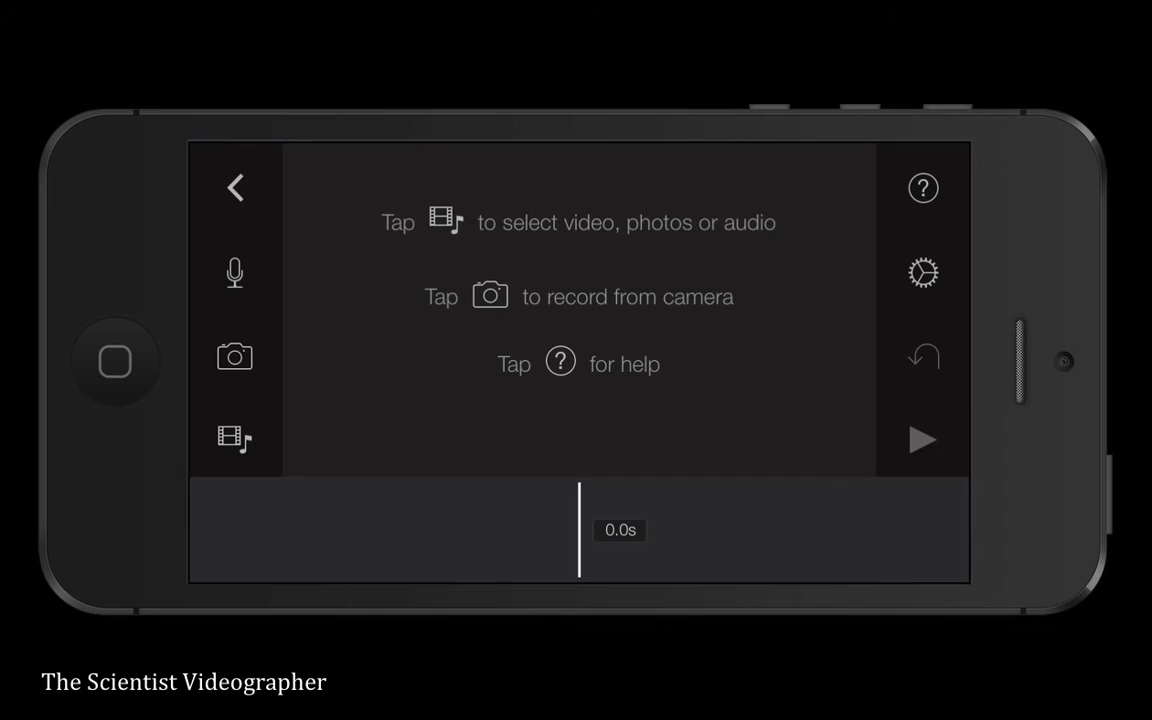 Tap to select video, photos or audio
Tap to record from camera
Tap ? for help
?
0.0s
The Scientist Videographer